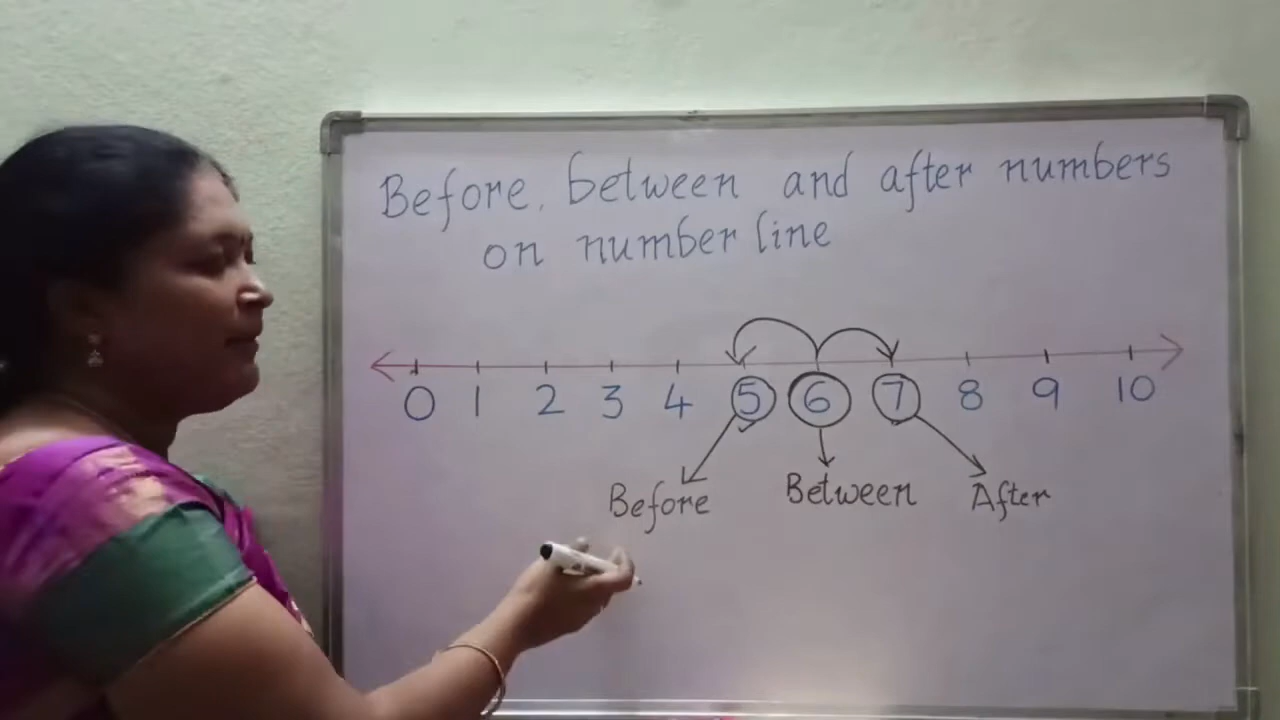 Before, between and after numbers
on number line
0 1 2 3 4 5 6 7 8 9 10
Before Between After